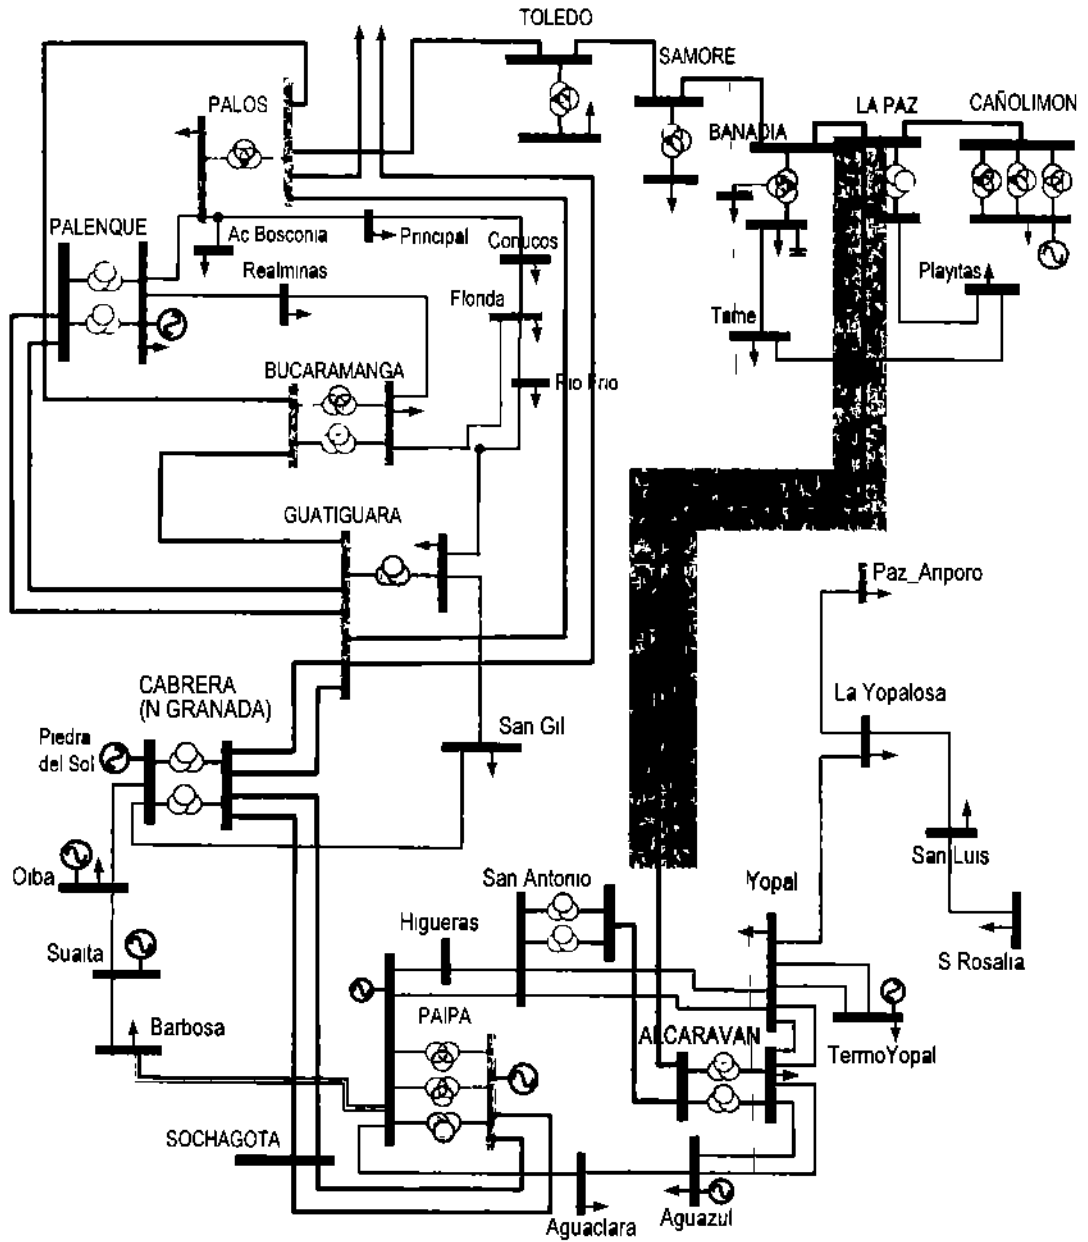 TOLEDO
SAMORE
PALOS
BANADIA
LA PAZ
CAÑOLIMON
PALENQUE
Ac Bosconia
Principal
Conucos
Realminas
Florida
Playitas
Tame
BUCARAMANGA
Rio Frio
GUATIGUARA
Paz_Ariporo
CABRERA
(N GRANADA)
La Yopalosa
Piedra
del Sol
San Gil
San Luis
Oiba
San Antonio
Yopal
Higueras
Suaita
S Rosalia
PAIPA
Barbosa
ALCARAVAN
TermoYopal
SOCHAGOTA
Aguaclara
Aguazul